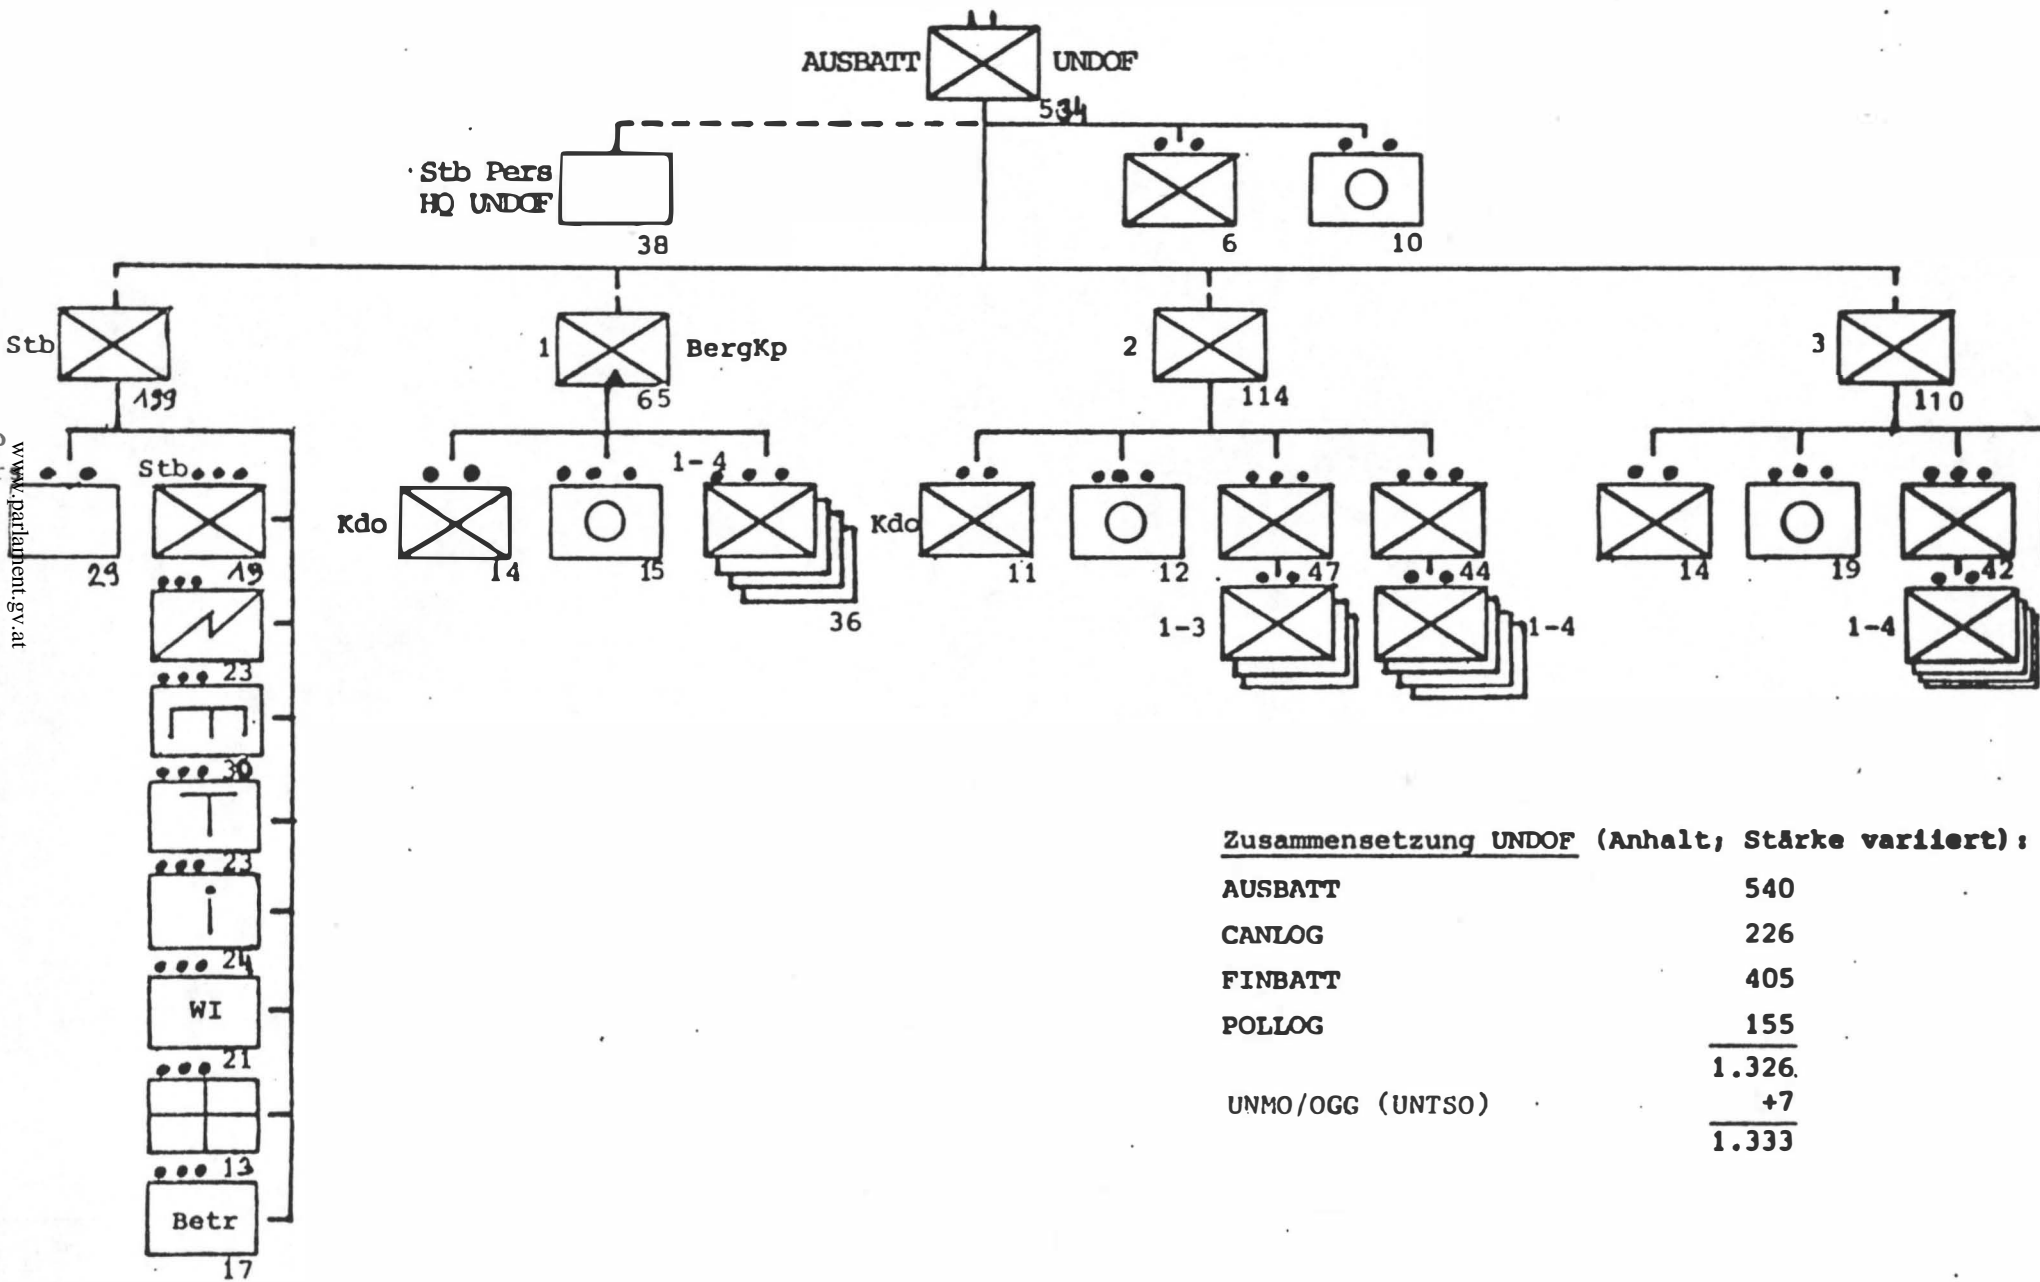 AUSBATT UNDOF
534
Stb Pers
HQ UNDOF
38 6 10
Stb 1 BergKp 2 3
199 65 114 110
Stb 1-4
Kdo Kdo
29 19 14 15 11 12 47 44 14 19 42
36 1-3 1-4 1-4
23
30
23
24
WI
21
13
Betr
17
Zusammensetzung UNDOF (Anhalt; Stärke variiert):
AUSBATT 540
CANLOG 226
FINBATT 405
POLLOG 155
1.326.
UNMO/OGG (UNTSO) +7
1.333
www.parlament.gv.at